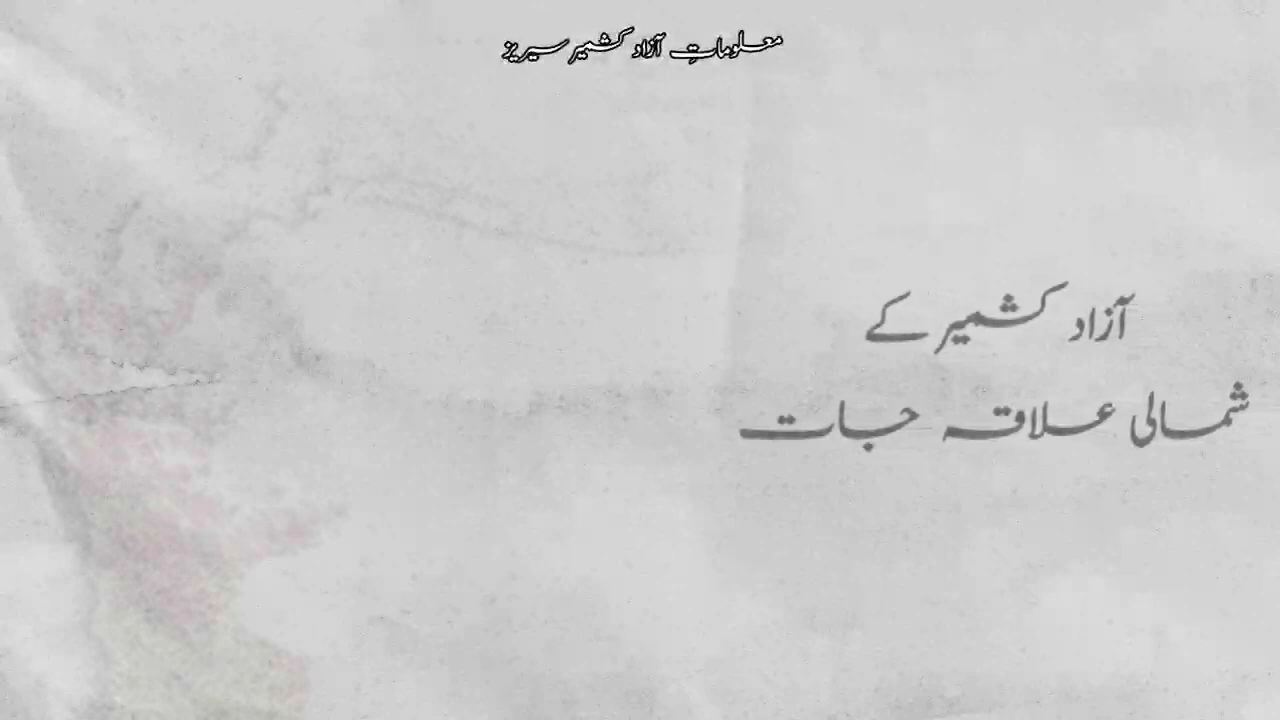 معلوماتِ آزاد کشمیر سیریز
آزاد کشمیر کے
شمالی علاقہ جات